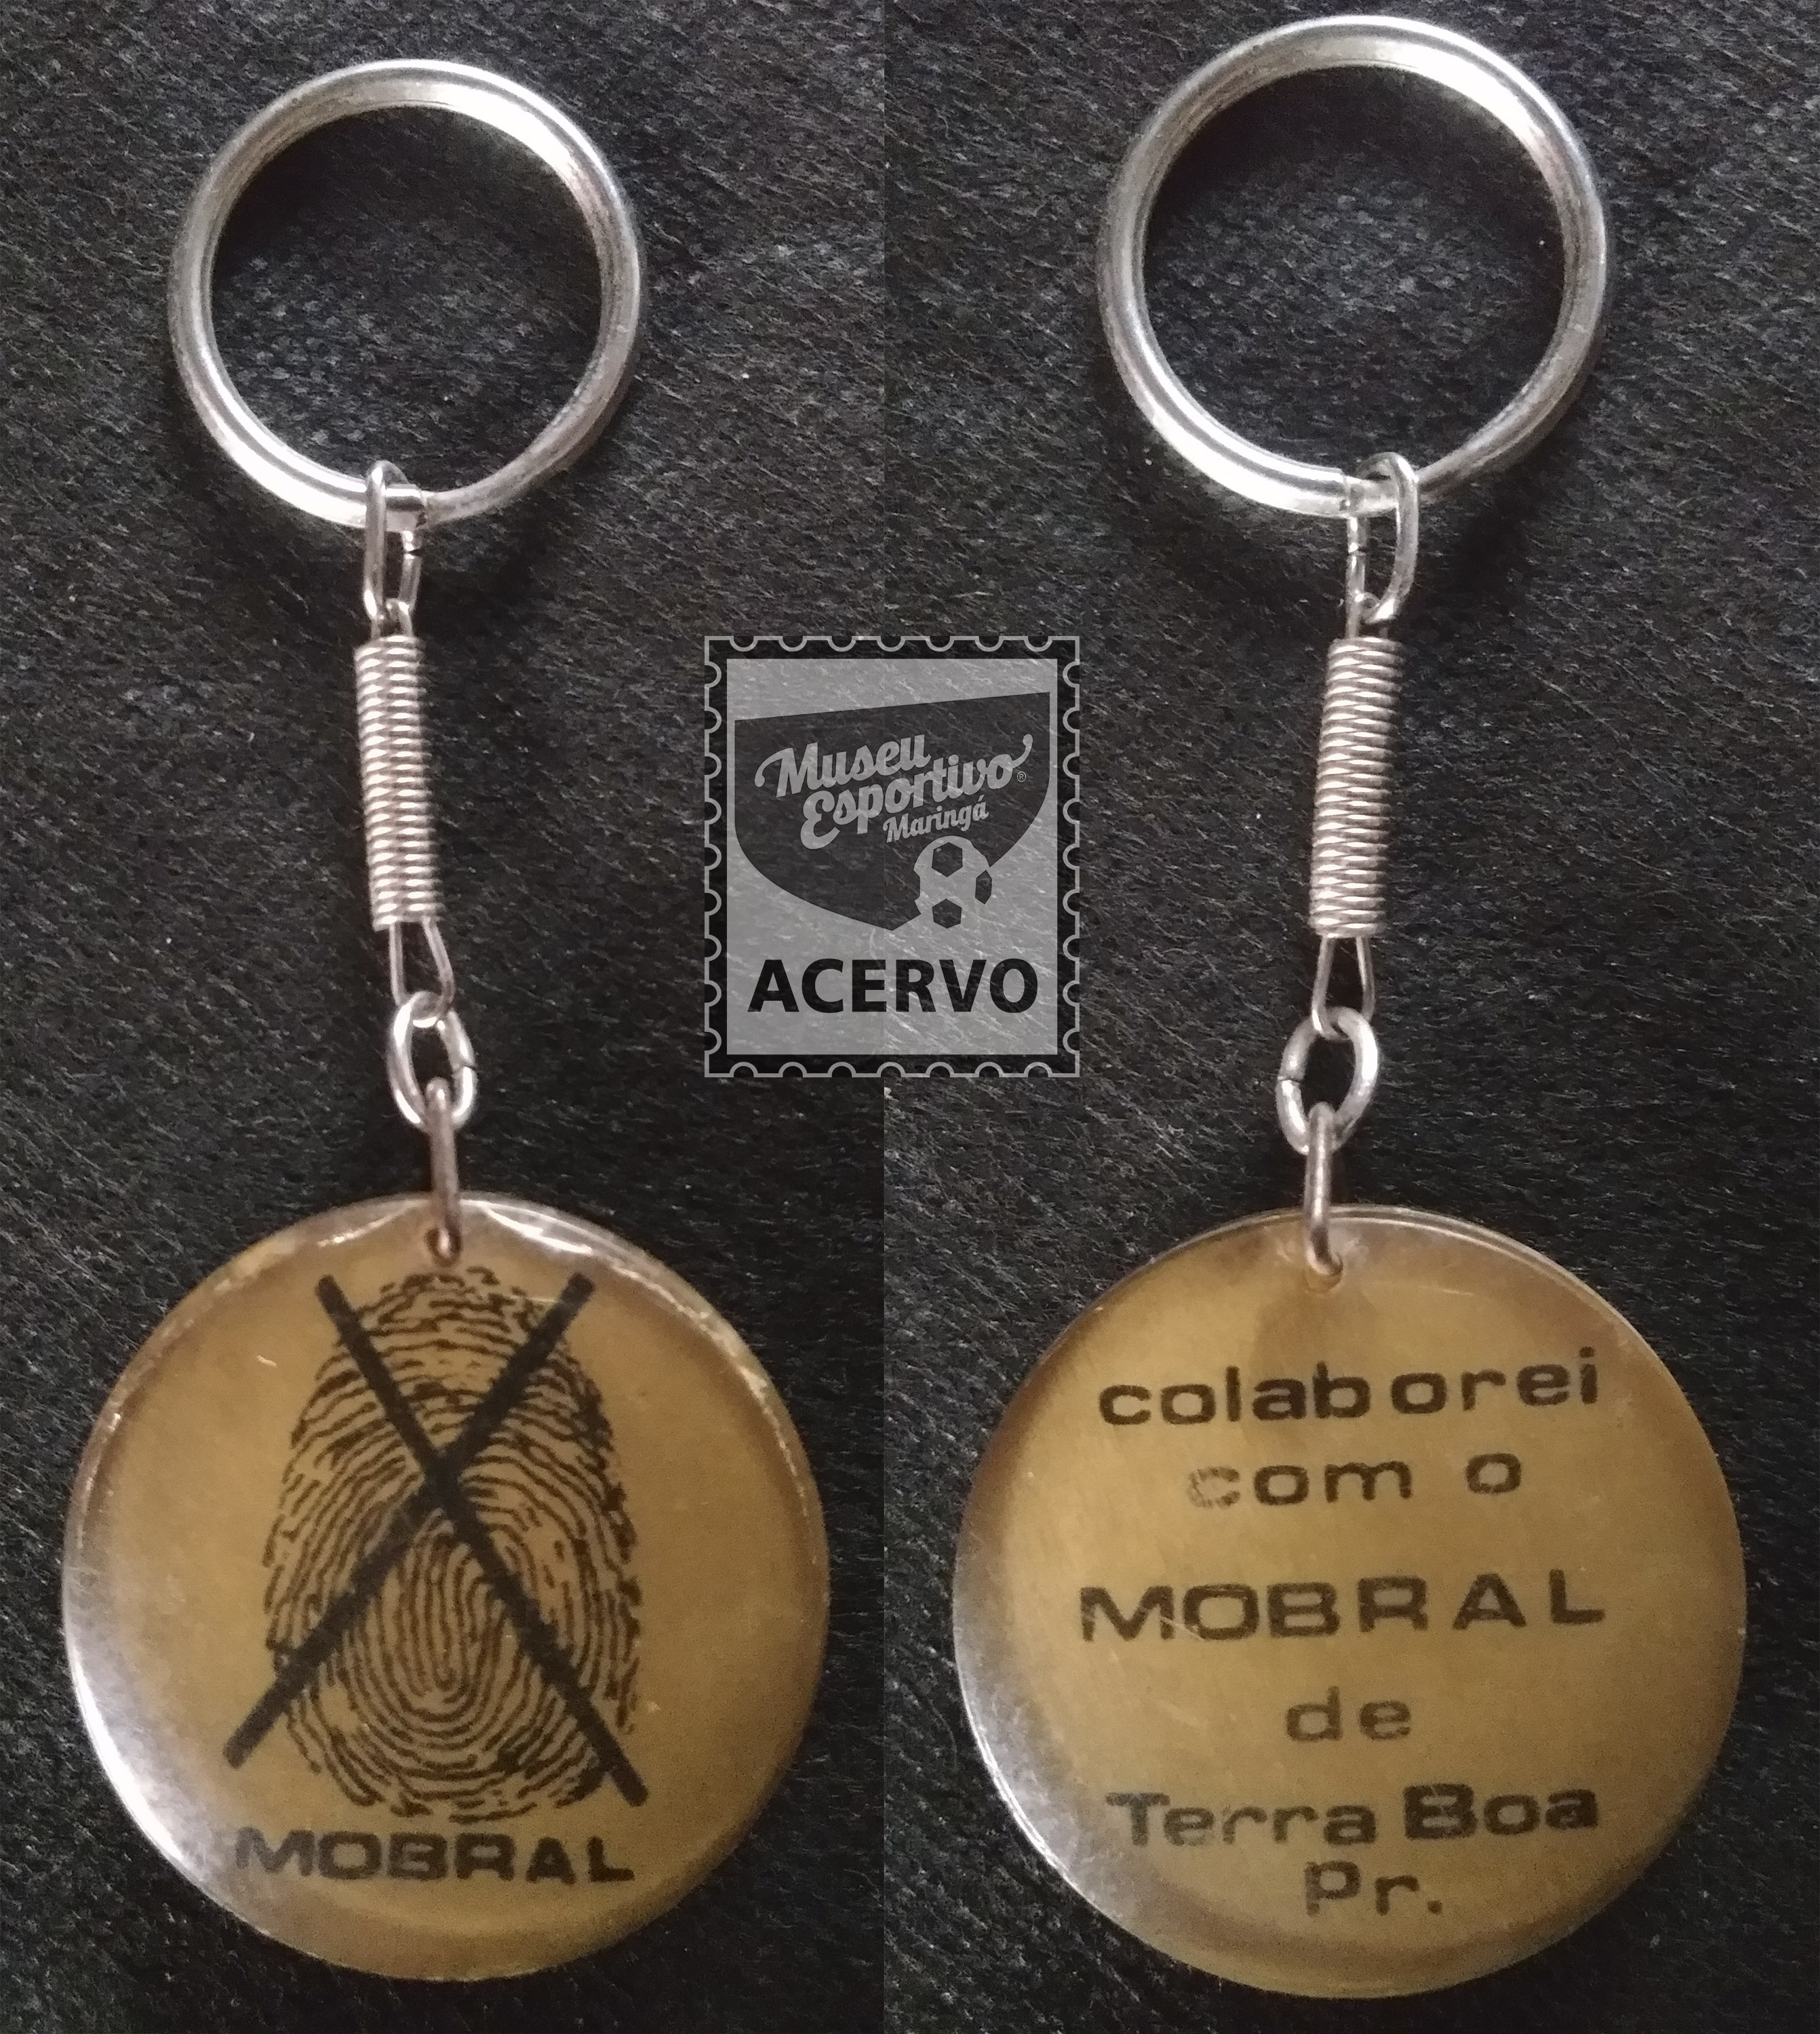 MOBRAL
Museu
Esportivo®
Maringá
ACERVO
colaborei
com o
MOBRAL
de
Terra Boa
Pr.